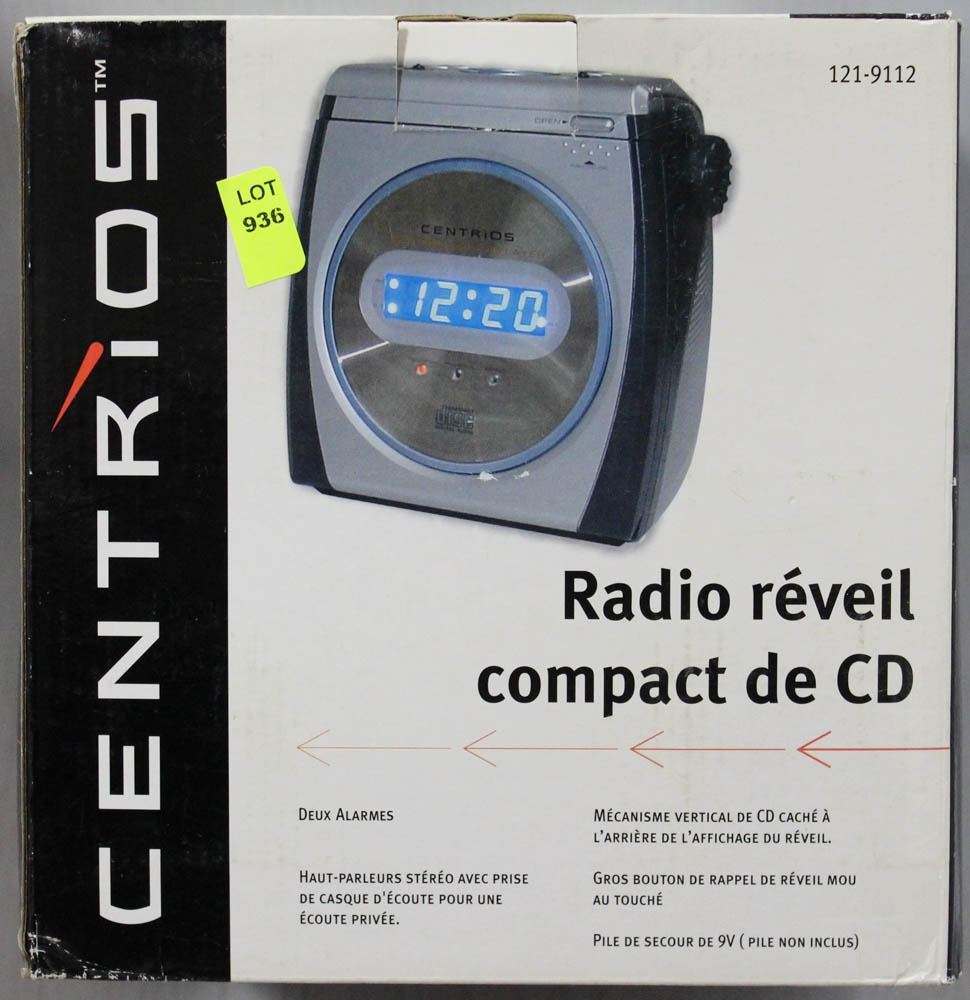 CENTRiOS™
121-9112
LOT
936
OPEN
CENTRiOS
:12:20.
DISC
Radio réveil
compact de CD
Deux Alarmes
Haut-parleurs stéréo avec prise
de casque d'écoute pour une
écoute privée.
Mécanisme vertical de CD caché à
l'arrière de l'affichage du réveil.
Gros bouton de rappel de réveil mou
au touché
Pile de secour de 9V ( pile non inclus)